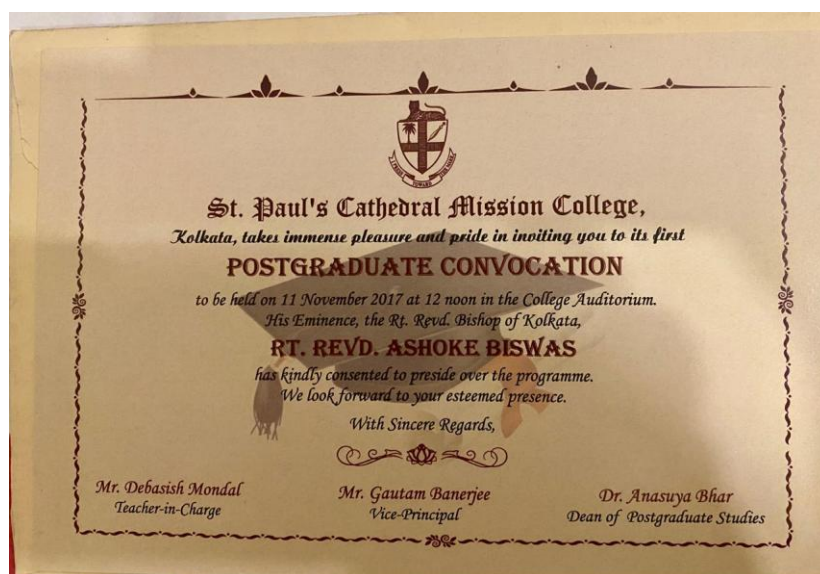 TOWARD
St. Paul's Cathedral Mission College,
Kolkata, takes immense pleasure and pride in inviting you to its first
POSTGRADUATE CONVOCATION
to be held on 11 November 2017 at 12 noon in the College Auditorium.
His Eminence, the Rt. Revd. Bishop of Kolkata,
RT. REVD. ASHOKE BISWAS
has kindly consented to preside over the programme.
We look forward to your esteemed presence.
With Sincere Regards,
Mr. Debasish Mondal
Teacher-in-Charge
Mr. Gautam Banerjee
Vice-Principal
Dr. Anasuya Bhar
Dean of Postgraduate Studies